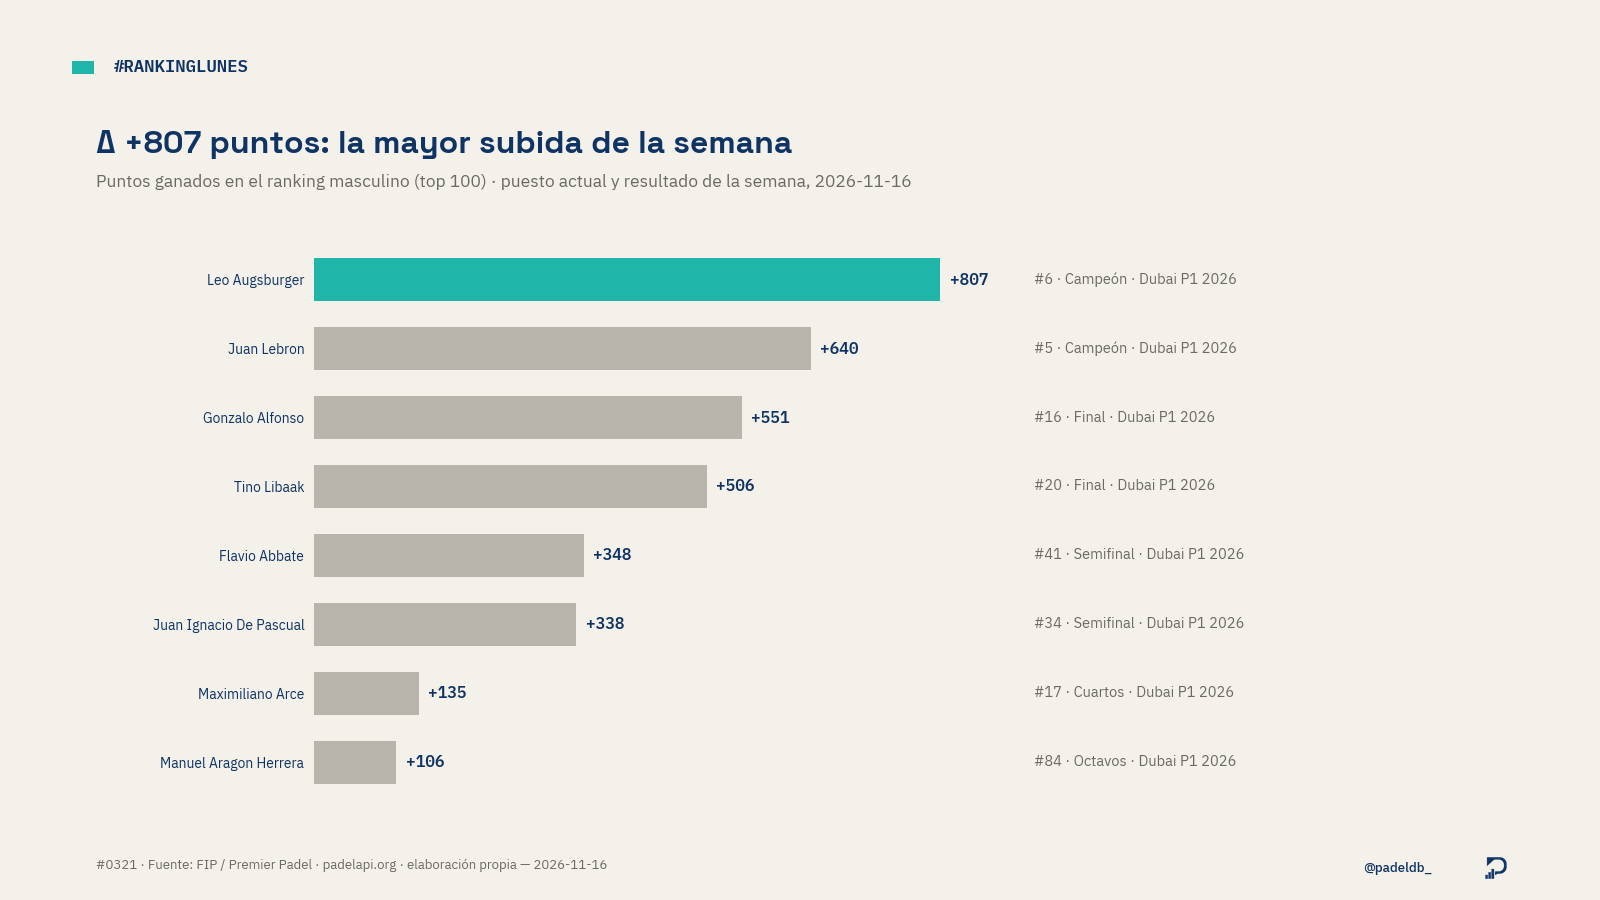 #RANKINGLUNES
Δ +807 puntos: la mayor subida de la semana
Puntos ganados en el ranking masculino (top 100) · puesto actual y resultado de la semana, 2026-11-16
Leo Augsburger +807 #6 · Campeón · Dubai P1 2026
Juan Lebron +640 #5 · Campeón · Dubai P1 2026
Gonzalo Alfonso +551 #16 · Final · Dubai P1 2026
Tino Libaak +506 #20 · Final · Dubai P1 2026
Flavio Abbate +348 #41 · Semifinal · Dubai P1 2026
Juan Ignacio De Pascual +338 #34 · Semifinal · Dubai P1 2026
Maximiliano Arce +135 #17 · Cuartos · Dubai P1 2026
Manuel Aragon Herrera +106 #84 · Octavos · Dubai P1 2026
#0321 · Fuente: FIP / Premier Padel · padelapi.org · elaboración propia — 2026-11-16
@padeldb_